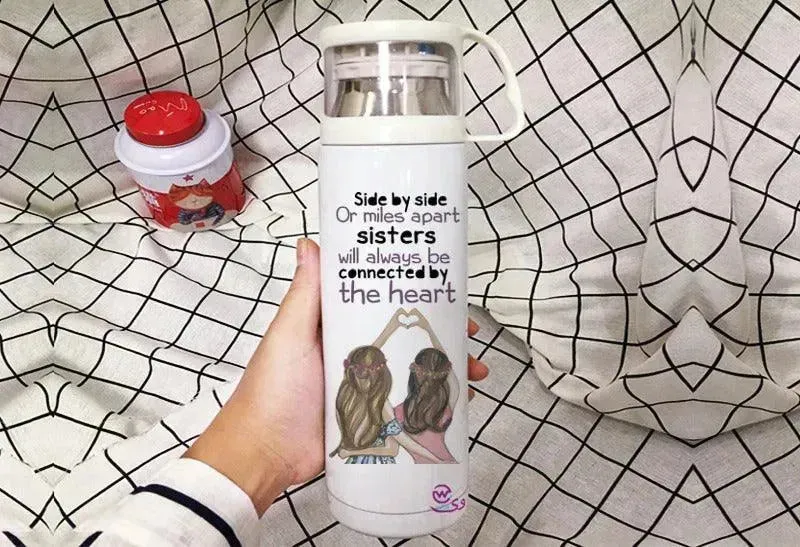 Side by side
Or miles apart
sisters
will always be
connected by
the heart